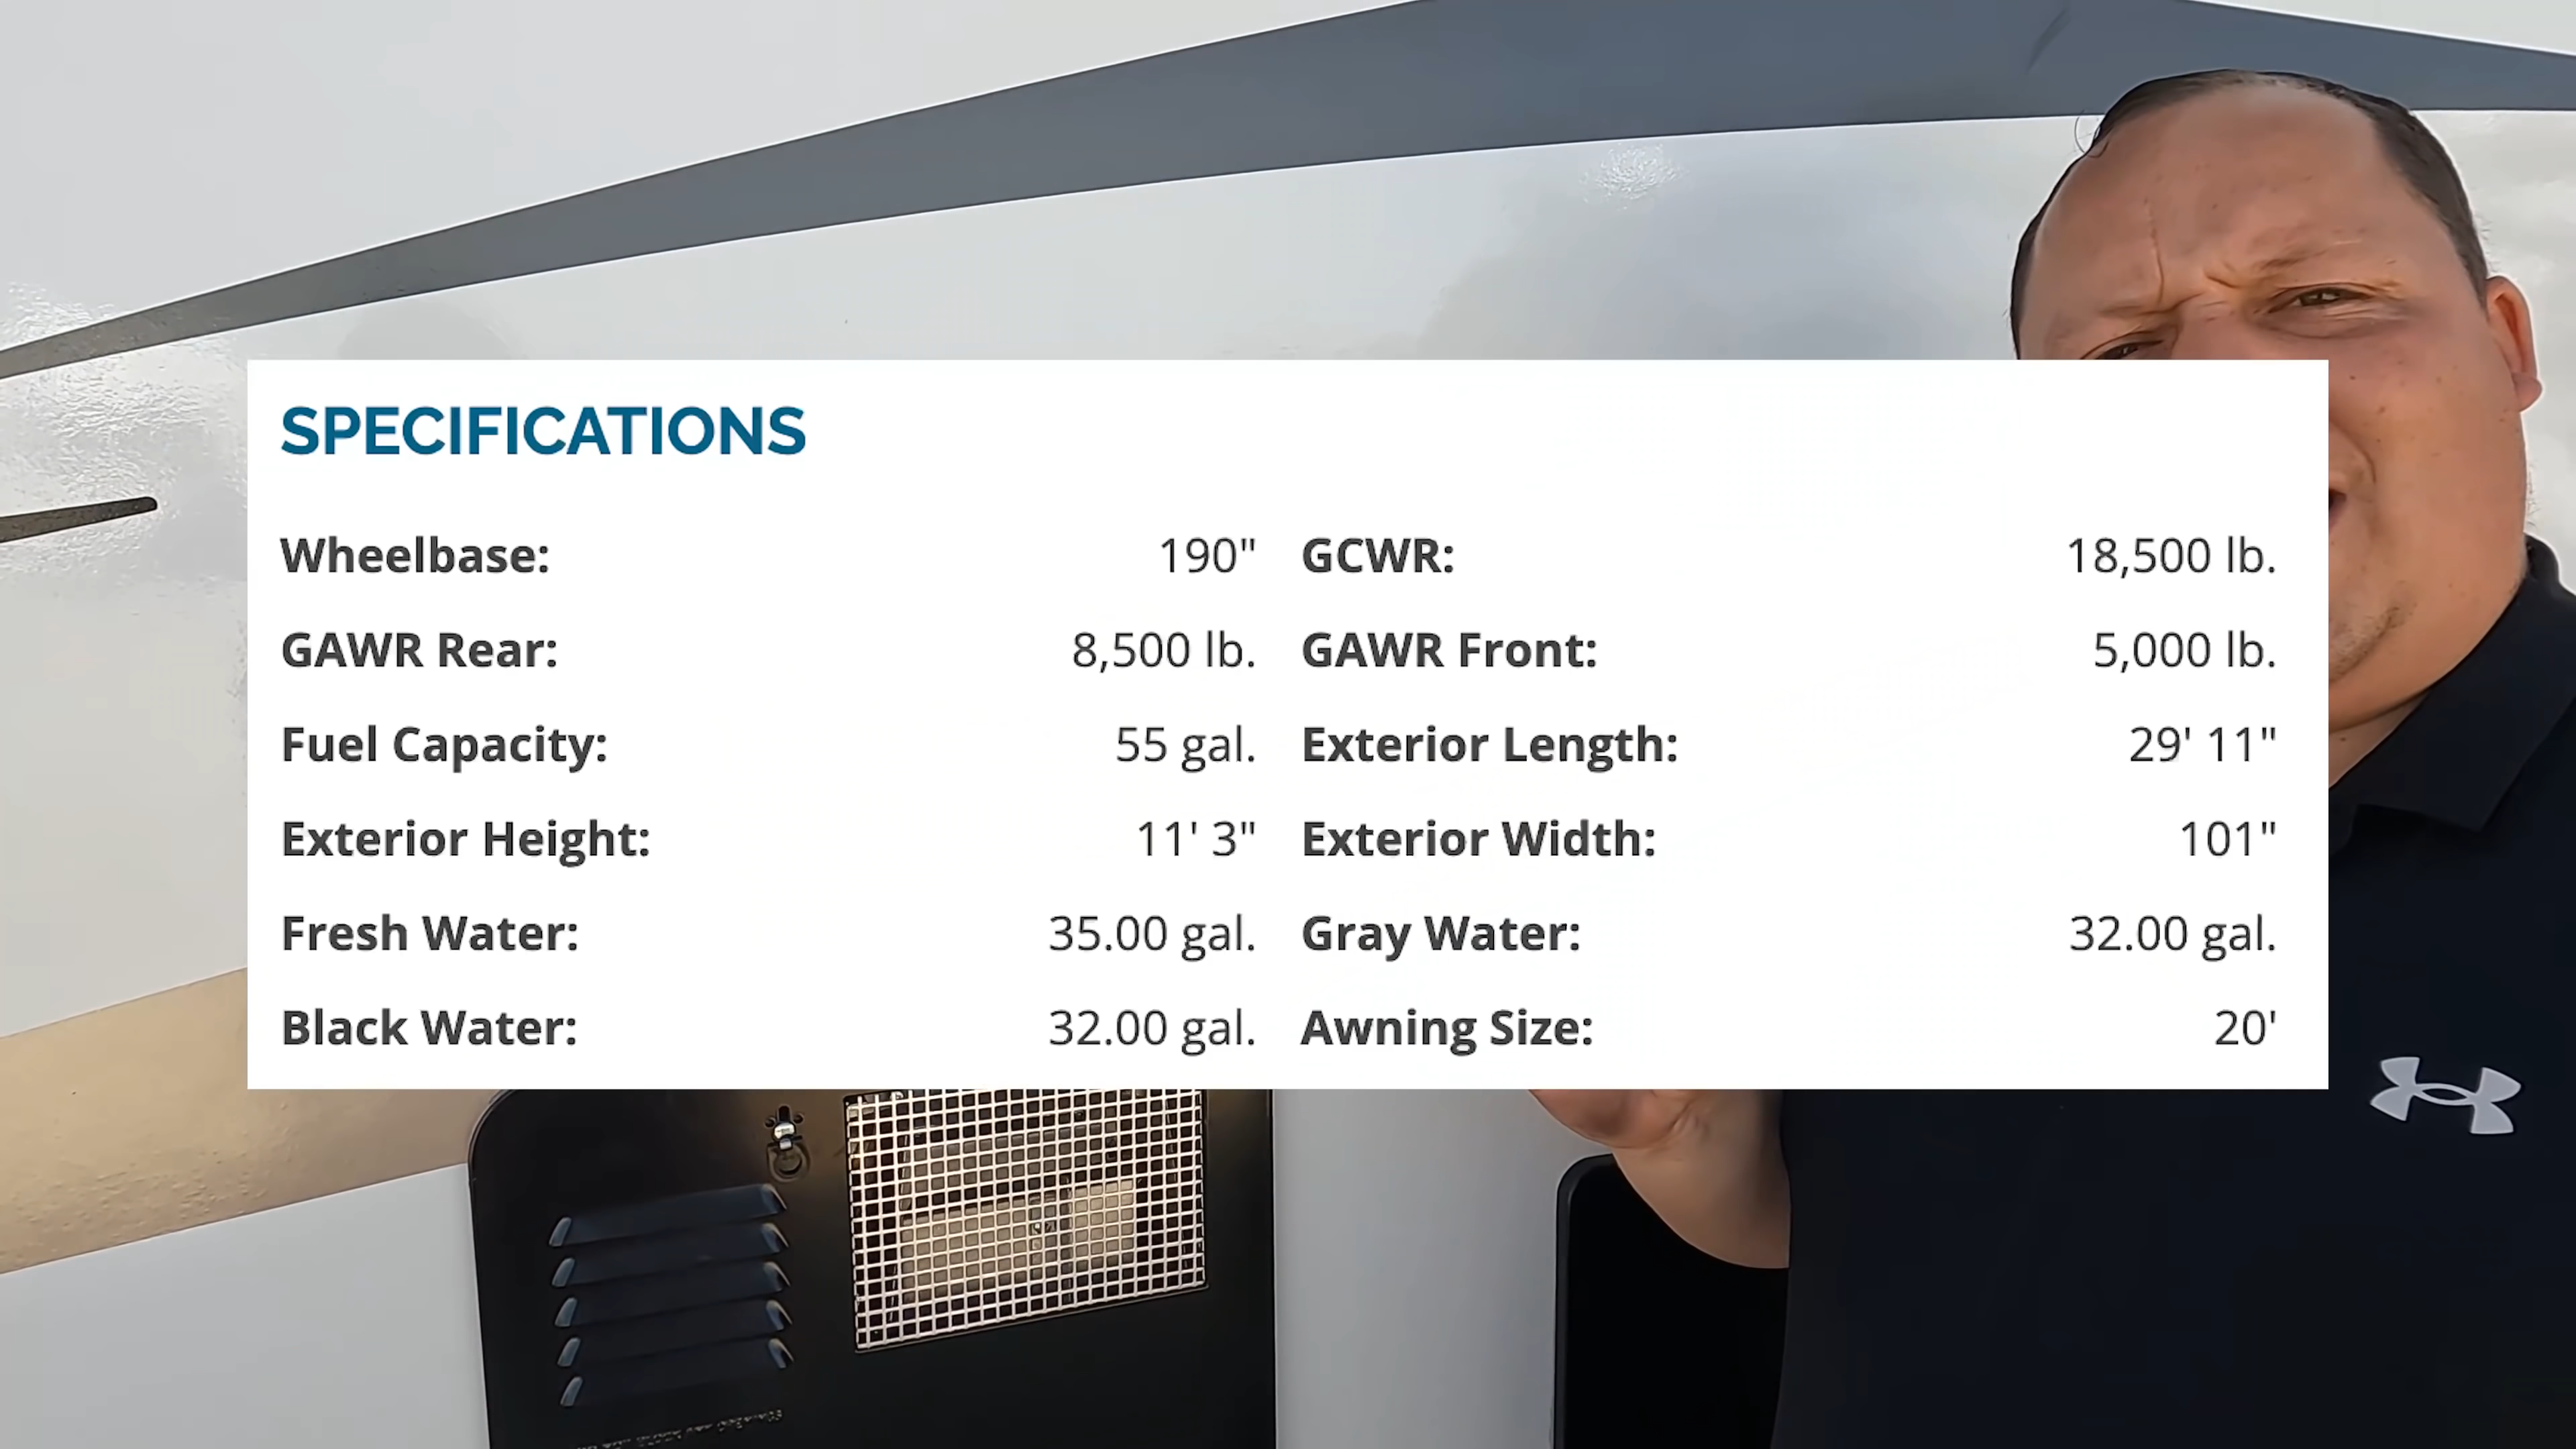 SPECIFICATIONS
Wheelbase: 190" GCWR: 18,500 lb.
GAWR Rear: 8,500 lb. GAWR Front: 5,000 lb.
Fuel Capacity: 55 gal. Exterior Length: 29' 11"
Exterior Height: 11' 3" Exterior Width: 101"
Fresh Water: 35.00 gal. Gray Water: 32.00 gal.
Black Water: 32.00 gal. Awning Size: 20'